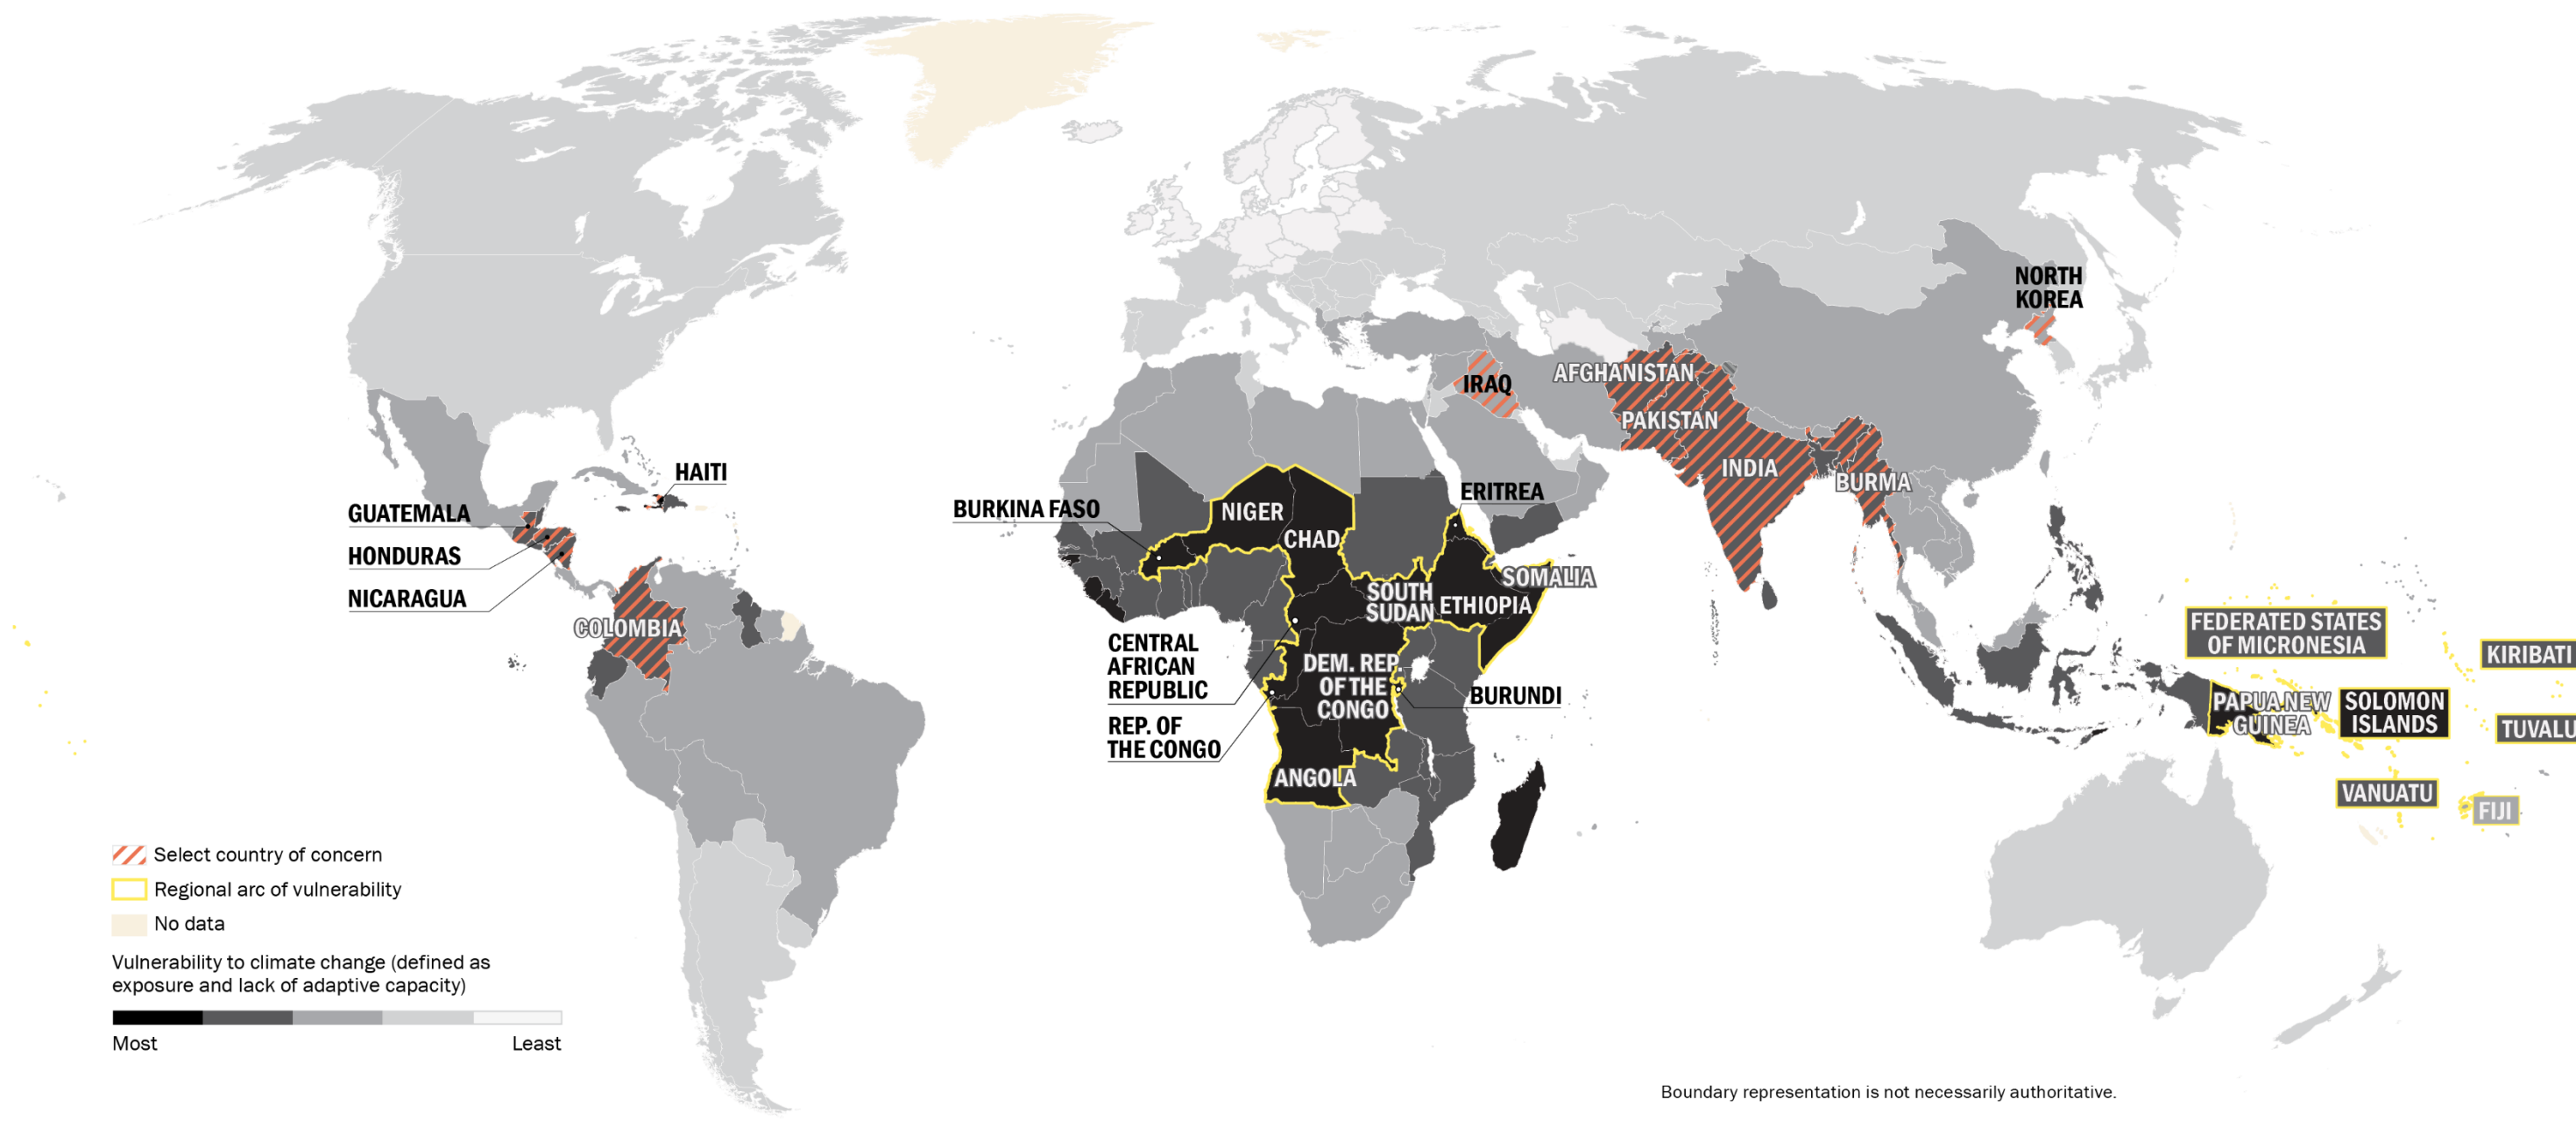 NORTH
KOREA
AFGHANISTAN
IRAQ
PAKISTAN
INDIA
BURMA
HAITI
GUATEMALA
HONDURAS
NICARAGUA
COLOMBIA
BURKINA FASO
NIGER
CHAD
ERITREA
SOMALIA
SOUTH
SUDAN
ETHIOPIA
CENTRAL
AFRICAN
REPUBLIC
DEM. REP.
OF THE
CONGO
BURUNDI
REP. OF
THE CONGO
ANGOLA
FEDERATED STATES
OF MICRONESIA
KIRIBATI
PAPUA NEW
GUINEA
SOLOMON
ISLANDS
TUVALU
VANUATU
FIJI
Select country of concern
Regional arc of vulnerability
No data
Vulnerability to climate change (defined as
exposure and lack of adaptive capacity)
Most
Least
Boundary representation is not necessarily authoritative.